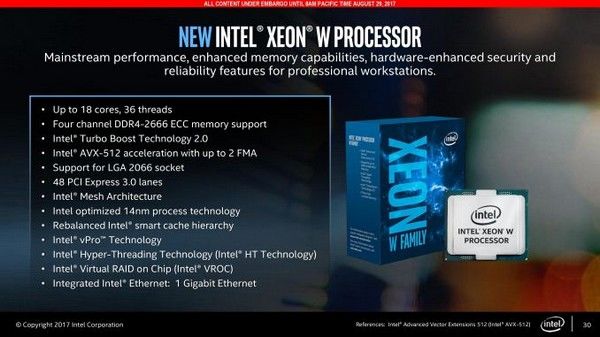 ALL CONTENT UNDER EMBARGO UNTIL 8AM PACIFIC TIME AUGUST 29, 2017
NEW INTEL® XEON® W PROCESSOR
Mainstream performance, enhanced memory capabilities, hardware-enhanced security and
reliability features for professional workstations.
• Up to 18 cores, 36 threads
• Four channel DDR4-2666 ECC memory support
• Intel® Turbo Boost Technology 2.0
• Intel® AVX-512 acceleration with up to 2 FMA
• Support for LGA 2066 socket
• 48 PCI Express 3.0 lanes
• Intel® Mesh Architecture
• Intel optimized 14nm process technology
• Rebalanced Intel® smart cache hierarchy
• Intel® vPro™ Technology
• Intel® Hyper-Threading Technology (Intel® HT Technology)
• Intel® Virtual RAID on Chip (Intel® VROC)
• Integrated Intel® Ethernet: 1 Gigabit Ethernet
intel
XEON
W FAMILY
intel
INTEL® XEON® W
PROCESSOR
© Copyright 2017 Intel Corporation
References: Intel® Advanced Vector Extensions 512 (Intel® AVX-512)
intel
30